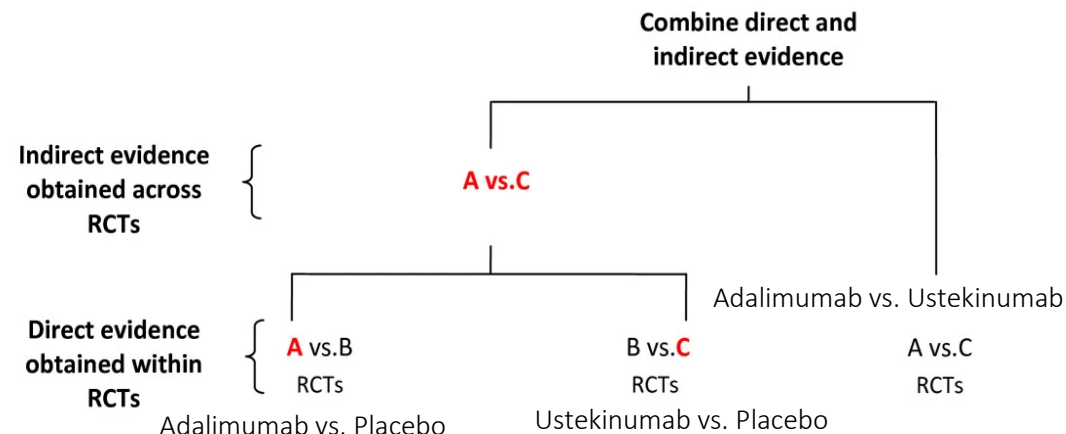 Combine direct and
indirect evidence
Indirect evidence
obtained across
RCTs
A vs.C
Adalimumab vs. Ustekinumab
Direct evidence
obtained within
RCTs
A vs.B
RCTs
B vs.C
RCTs
A vs.C
RCTs
Adalimumab vs. Placebo
Ustekinumab vs. Placebo